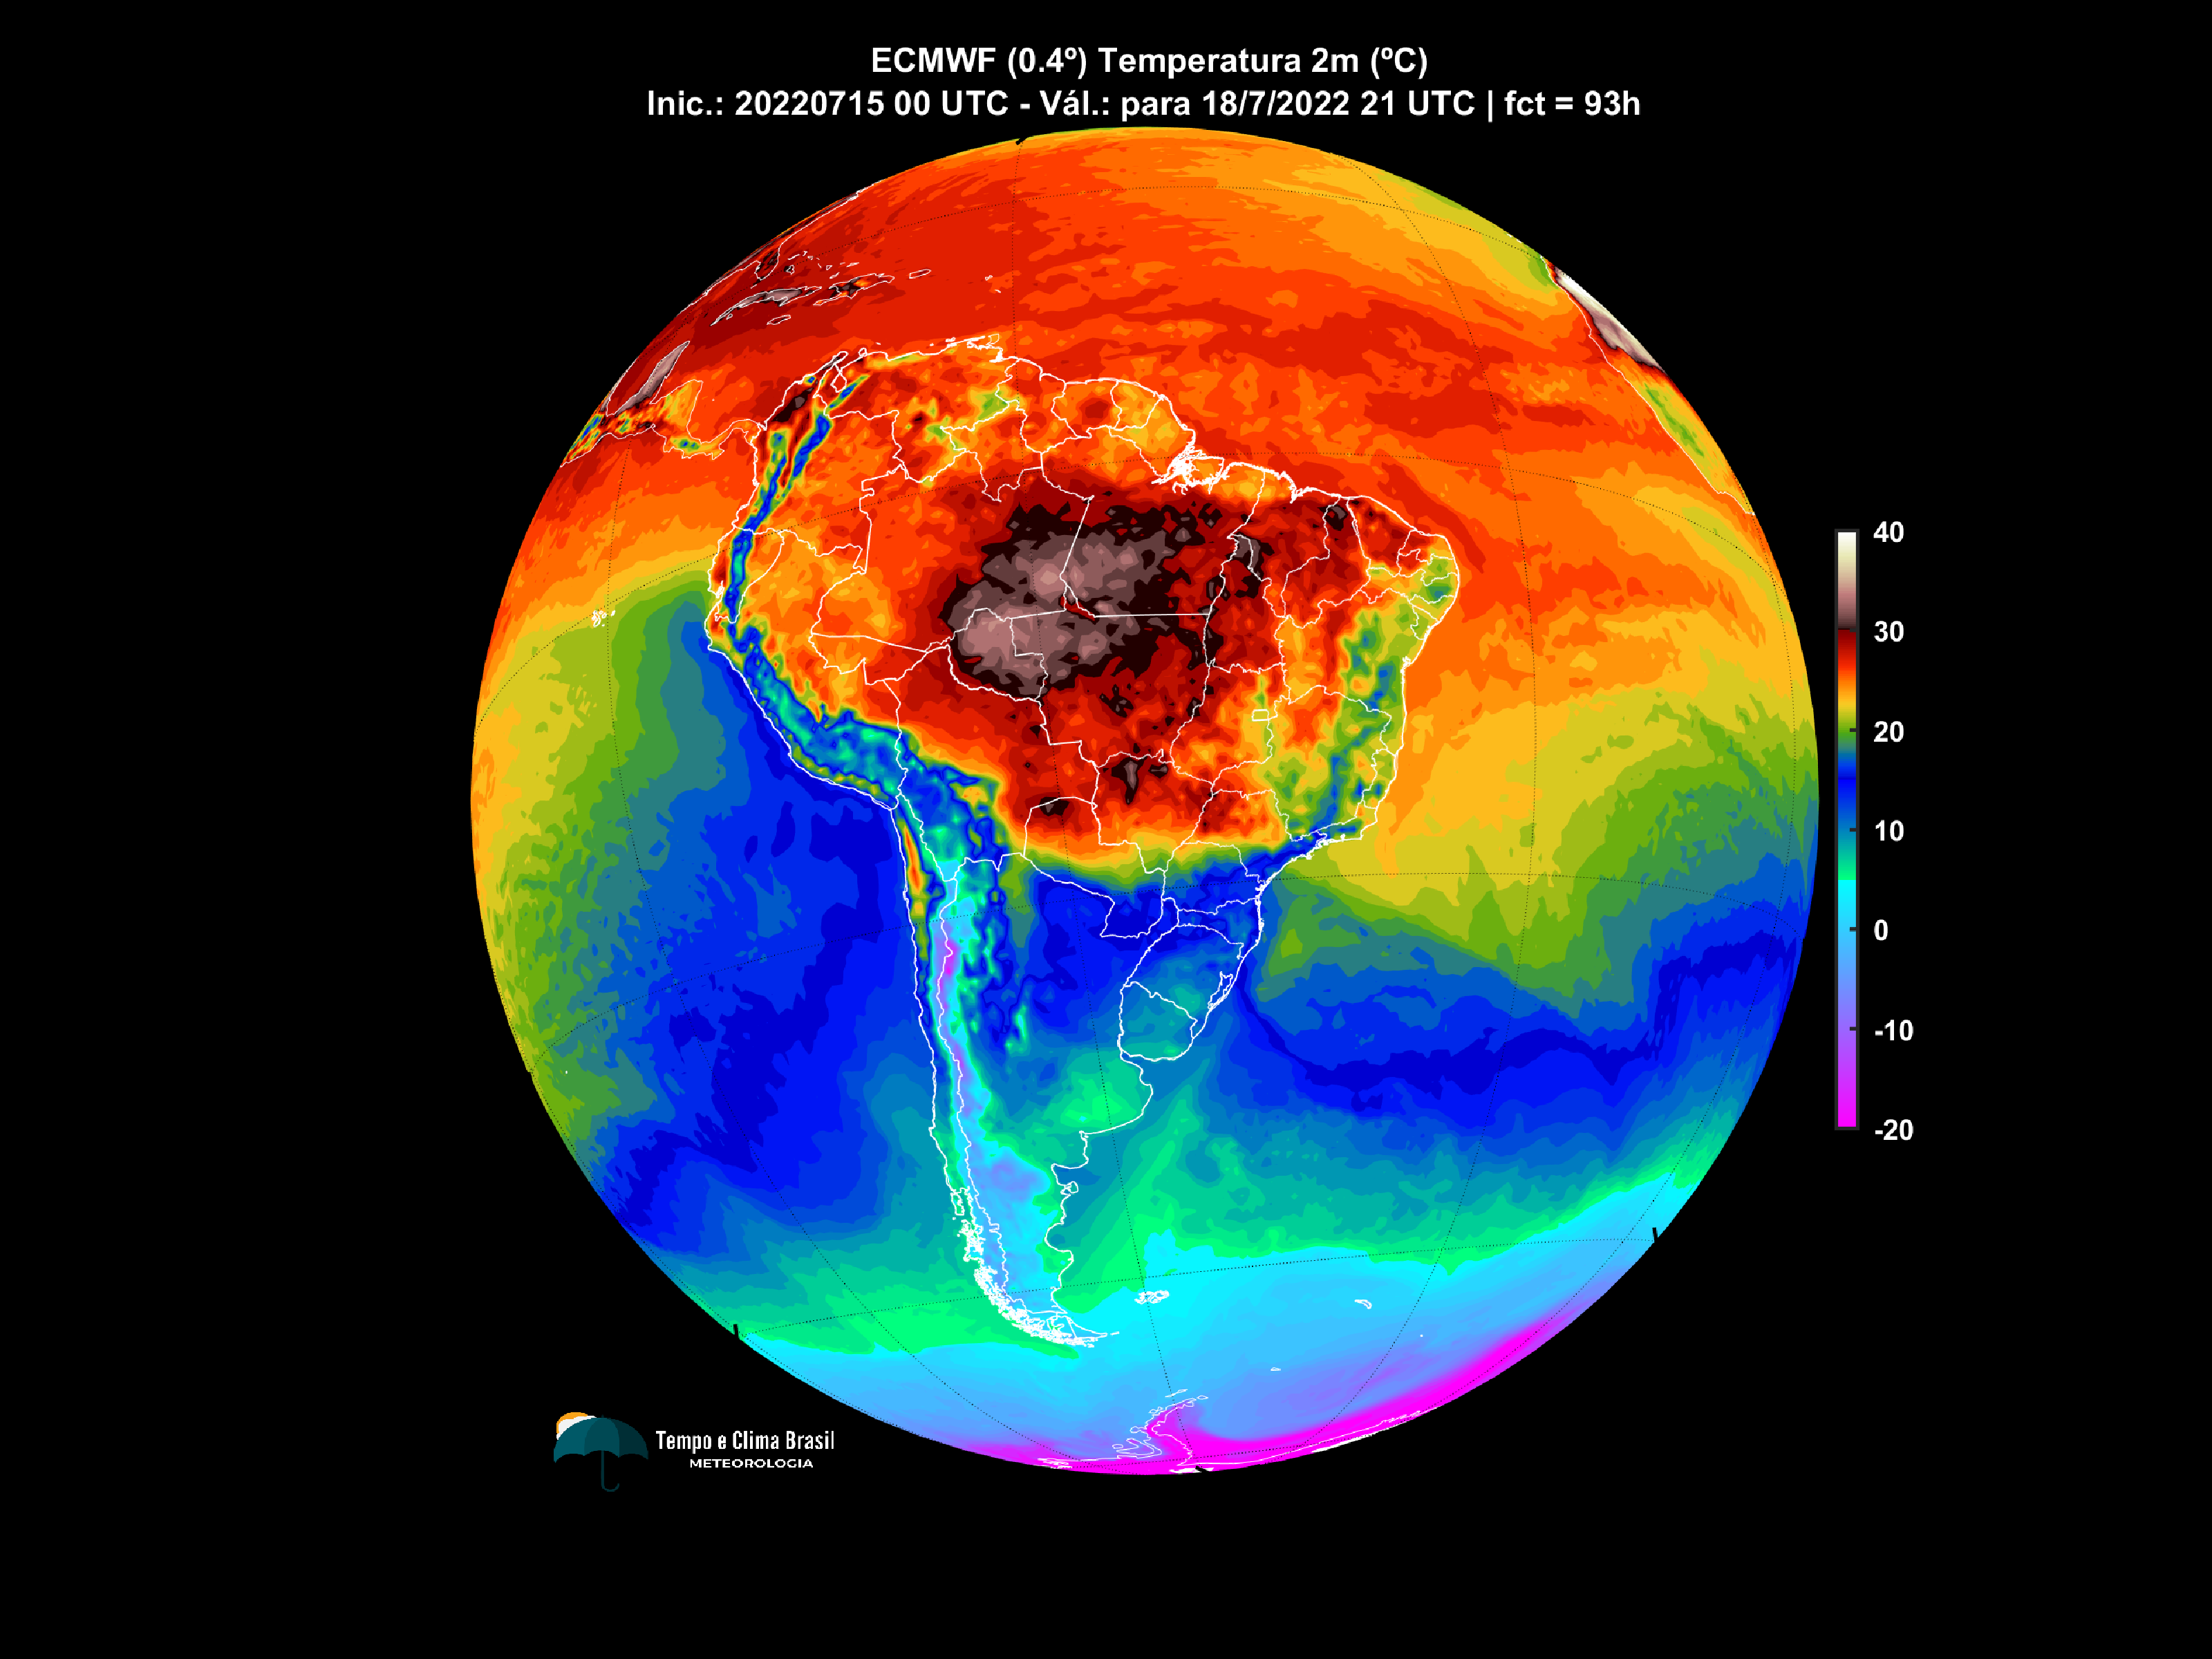 ECMWF (0.4º) Temperatura 2m (ºC)
Inic.: 20220715 00 UTC - Vál.: para 18/7/2022 21 UTC | fct = 93h
40
30
20
10
0
-10
-20
Tempo e Clima Brasil
METEOROLOGIA